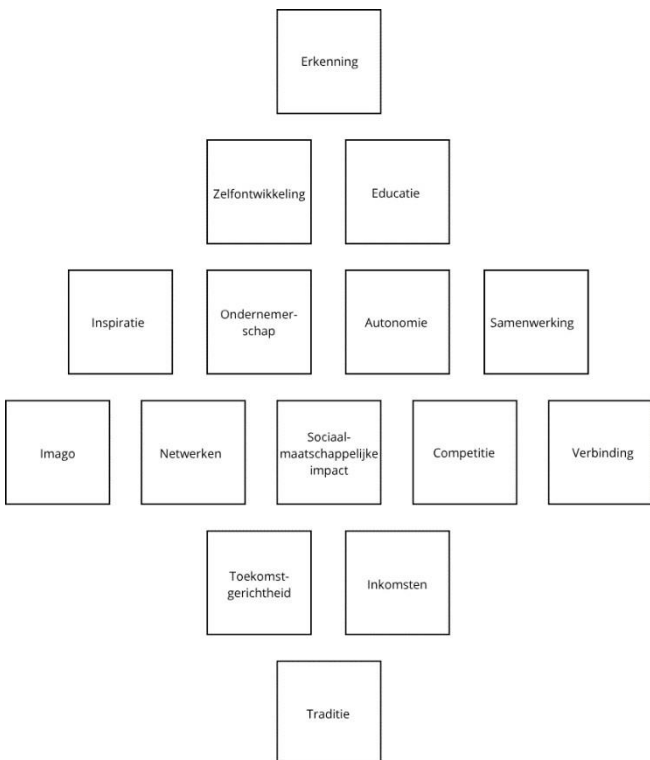 Erkenning
Zelfontwikkeling
Educatie
Inspiratie
Ondernemer-
schap
Autonomie
Samenwerking
Imago
Netwerken
Sociaal-
maatschappelijke
impact
Competitie
Verbinding
Toekomst-
gerichtheid
Inkomsten
Traditie